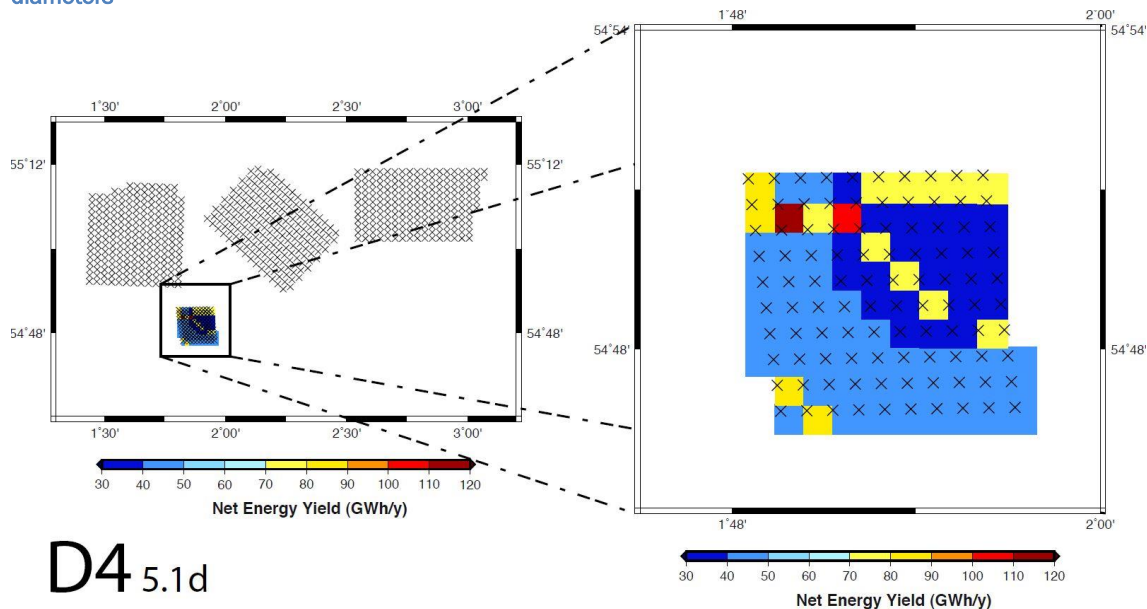 diameters
1˚48' 2˚00'
54˚54' 54˚54'
1˚30' 2˚00' 2˚30' 3˚00'
55˚12' 55˚12'
54˚48' 54˚48'
54˚48' 54˚48'
1˚30' 2˚00' 2˚30' 3˚00'
30 40 50 60 70 80 90 100 110 120
Net Energy Yield (GWh/y)
1˚48' 2˚00'
D4 5.1d
30 40 50 60 70 80 90 100 110 120
Net Energy Yield (GWh/y)